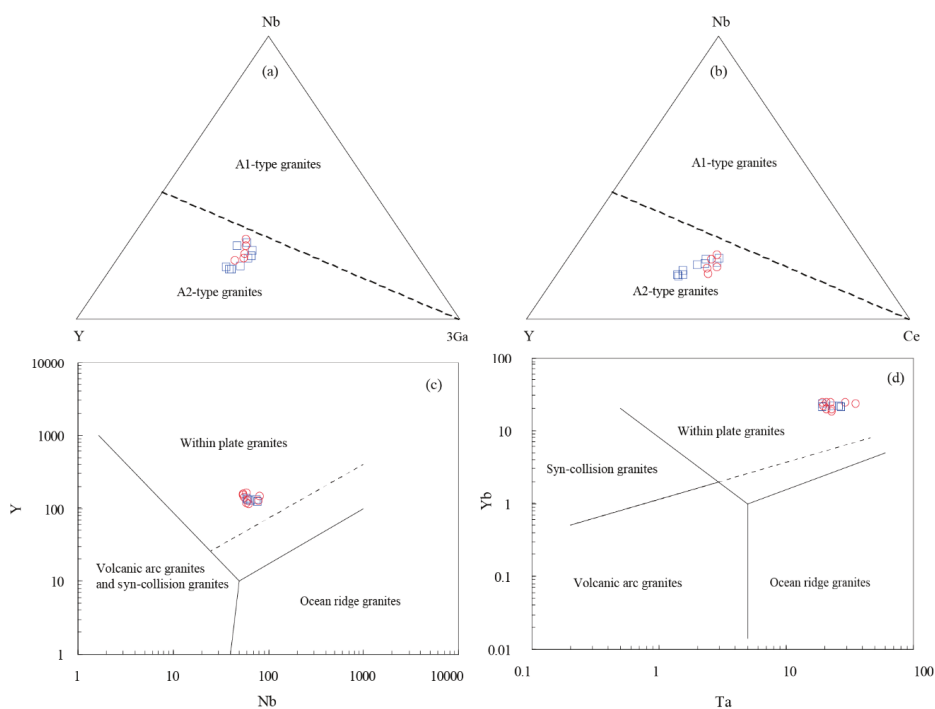 Nb
(a)
A1-type granites
A2-type granites
Y
3Ga
Nb
(b)
A1-type granites
A2-type granites
Y
Ce
10000
1000
100
10
1
Y
(c)
Within plate granites
Volcanic arc granites
and syn-collision granites
Ocean ridge granites
1
10
100
1000
10000
Nb
100
10
1
0.1
0.01
Yb
(d)
Within plate granites
Syn-collision granites
Volcanic arc granites
Ocean ridge granites
0.1
1
10
100
Ta